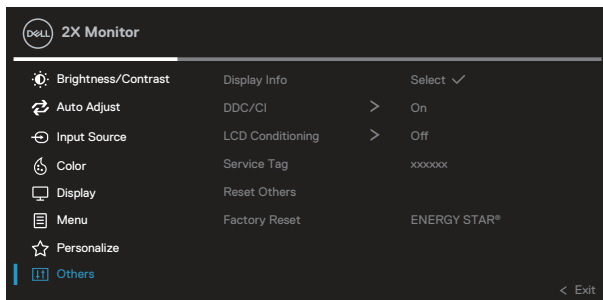 DELL 2X Monitor
Brightness/Contrast Display Info Select ✓
Auto Adjust DDC/CI > On
Input Source LCD Conditioning > Off
Color Service Tag xxxxxx
Display Reset Others
Menu Factory Reset ENERGY STAR®
Personalize
Others
< Exit